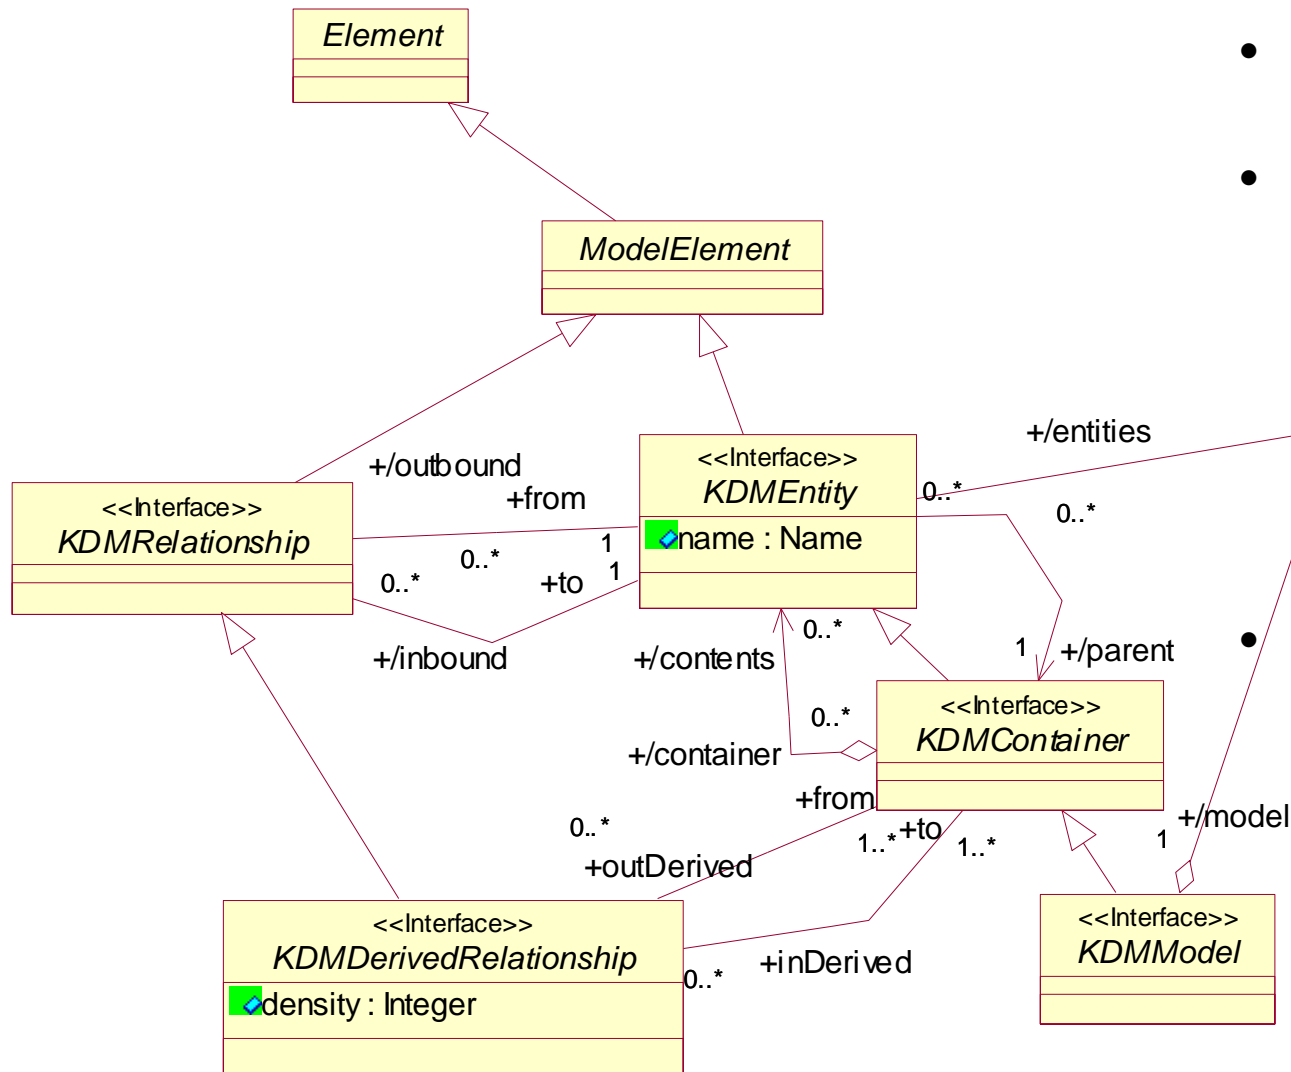 Element
•
•
ModelElement
+/entities
+/outbound
<<Interface>>
KDMEntity
0..*
0..*
<<Interface>>
KDMRelationship
+from
name : Name
0..*
1
0..*
+to
1
+/inbound
+/contents
0..*
1
+/parent
•
<<Interface>>
KDMContainer
0..*
+/container
+from
0..*
1..*
+to
1..*
1
+/model
+outDerived
<<Interface>>
KDMDerivedRelationship
0..*
+inDerived
<<Interface>>
KDMModel
density : Integer